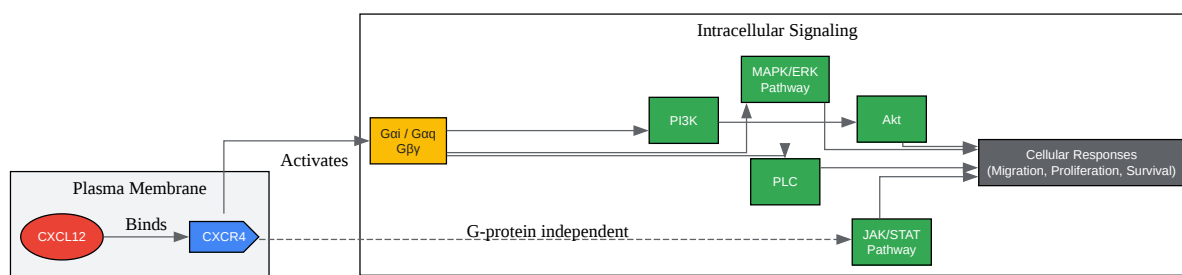 Intracellular Signaling
MAPK/ERK
Pathway
PI3K
Akt
Gαi / Gαq
Gβγ
Activates
PLC
Cellular Responses
(Migration, Proliferation, Survival)
Plasma Membrane
CXCL12
Binds
CXCR4
G-protein independent
JAK/STAT
Pathway